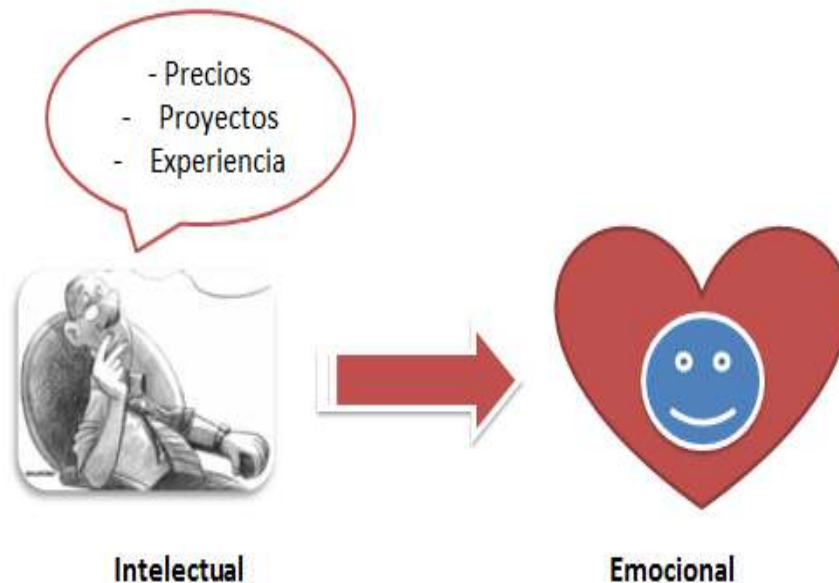 - Precios
- Proyectos
- Experiencia
Intelectual
Emocional